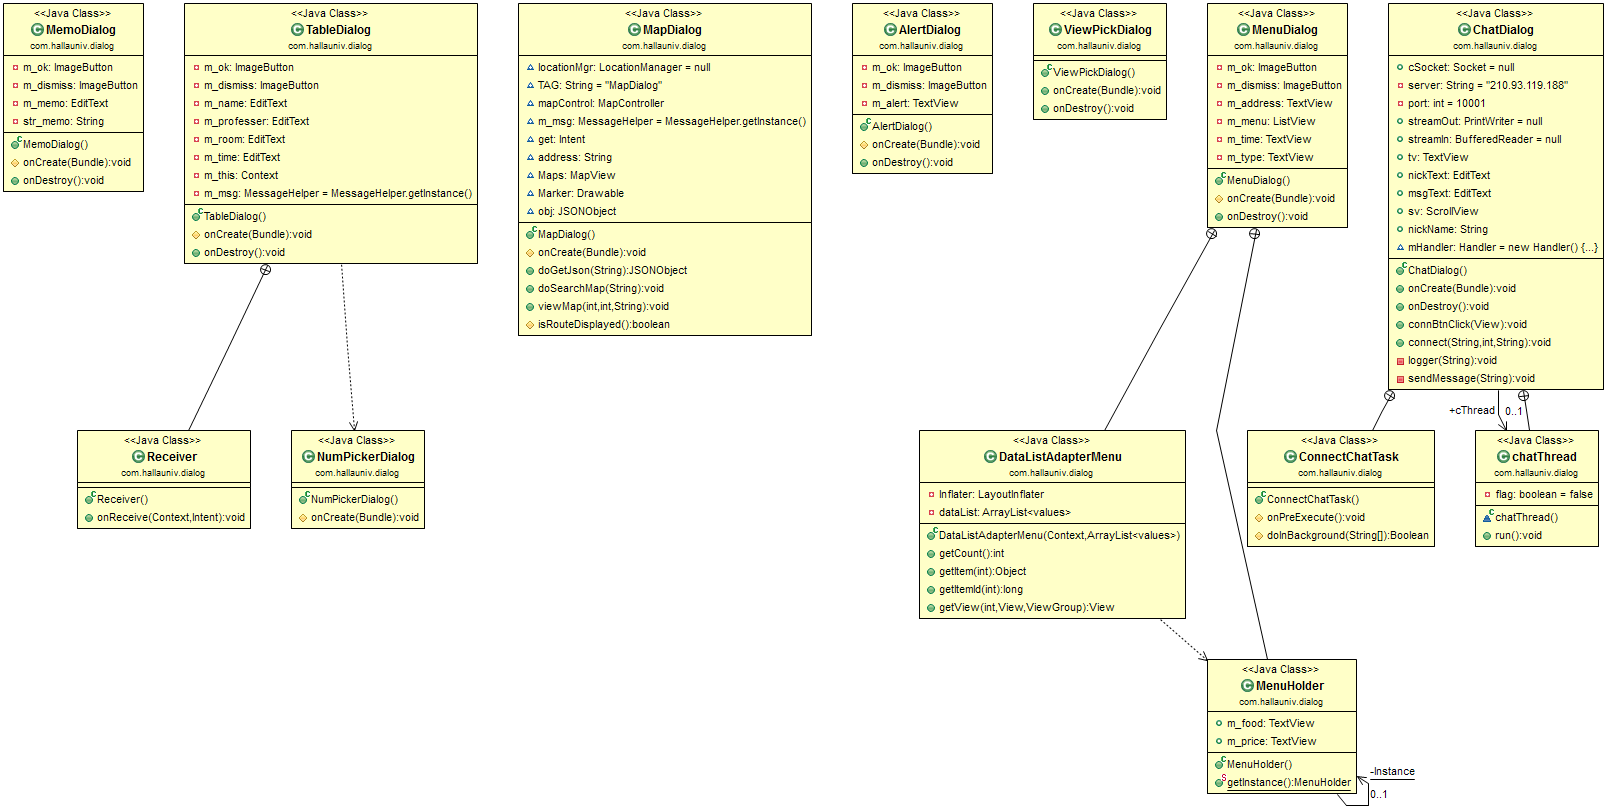 <<Java Class>>
MemoDialog
com.hallauniv.dialog
m_ok: ImageButton
m_dismiss: ImageButton
m_memo: EditText
str_memo: String
MemoDialog()
onCreate(Bundle):void
onDestroy():void
<<Java Class>>
TableDialog
com.hallauniv.dialog
m_ok: ImageButton
m_dismiss: ImageButton
m_name: EditText
m_professer: EditText
m_room: EditText
m_time: EditText
m_this: Context
m_msg: MessageHelper = MessageHelper.getInstance()
TableDialog()
onCreate(Bundle):void
onDestroy():void
<<Java Class>>
MapDialog
com.hallauniv.dialog
locationMgr: LocationManager = null
TAG: String = "MapDialog"
mapControl: MapController
m_msg: MessageHelper = MessageHelper.getInstance()
get: Intent
address: String
Maps: MapView
Marker: Drawable
obj: JSONObject
MapDialog()
onCreate(Bundle):void
doGetJson(String):JSONObject
doSearchMap(String):void
viewMap(int,int,String):void
isRouteDisplayed():boolean
<<Java Class>>
AlertDialog
com.hallauniv.dialog
m_ok: ImageButton
m_dismiss: ImageButton
m_alert: TextView
AlertDialog()
onCreate(Bundle):void
onDestroy():void
<<Java Class>>
ViewPickDialog
com.hallauniv.dialog
ViewPickDialog()
onCreate(Bundle):void
onDestroy():void
<<Java Class>>
MenuDialog
com.hallauniv.dialog
m_ok: ImageButton
m_dismiss: ImageButton
m_address: TextView
m_menu: ListView
m_time: TextView
m_type: TextView
MenuDialog()
onCreate(Bundle):void
onDestroy():void
<<Java Class>>
ChatDialog
com.hallauniv.dialog
cSocket: Socket = null
server: String = "210.93.119.188"
port: int = 10001
streamOut: PrintWriter = null
streamIn: BufferedReader = null
tv: TextView
nickText: EditText
msgText: EditText
sv: ScrollView
nickName: String
mHandler: Handler = new Handler() {...}
ChatDialog()
onCreate(Bundle):void
onDestroy():void
connBtnClick(View):void
connect(String,int,String):void
logger(String):void
sendMessage(String):void
+cThread
0..1
<<Java Class>>
Receiver
com.hallauniv.dialog
Receiver()
onReceive(Context,Intent):void
<<Java Class>>
NumPickerDialog
com.hallauniv.dialog
NumPickerDialog()
onCreate(Bundle):void
<<Java Class>>
DataListAdapterMenu
com.hallauniv.dialog
Inflater: LayoutInflater
dataList: ArrayList<values>
DataListAdapterMenu(Context,ArrayList<values>)
getCount():int
getItem(int):Object
getItemId(int):long
getView(int,View,ViewGroup):View
<<Java Class>>
ConnectChatTask
com.hallauniv.dialog
ConnectChatTask()
onPreExecute():void
doInBackground(String[]):Boolean
<<Java Class>>
chatThread
com.hallauniv.dialog
flag: boolean = false
chatThread()
run():void
<<Java Class>>
MenuHolder
com.hallauniv.dialog
m_food: TextView
m_price: TextView
MenuHolder()
getInstance():MenuHolder
-Instance
0..1